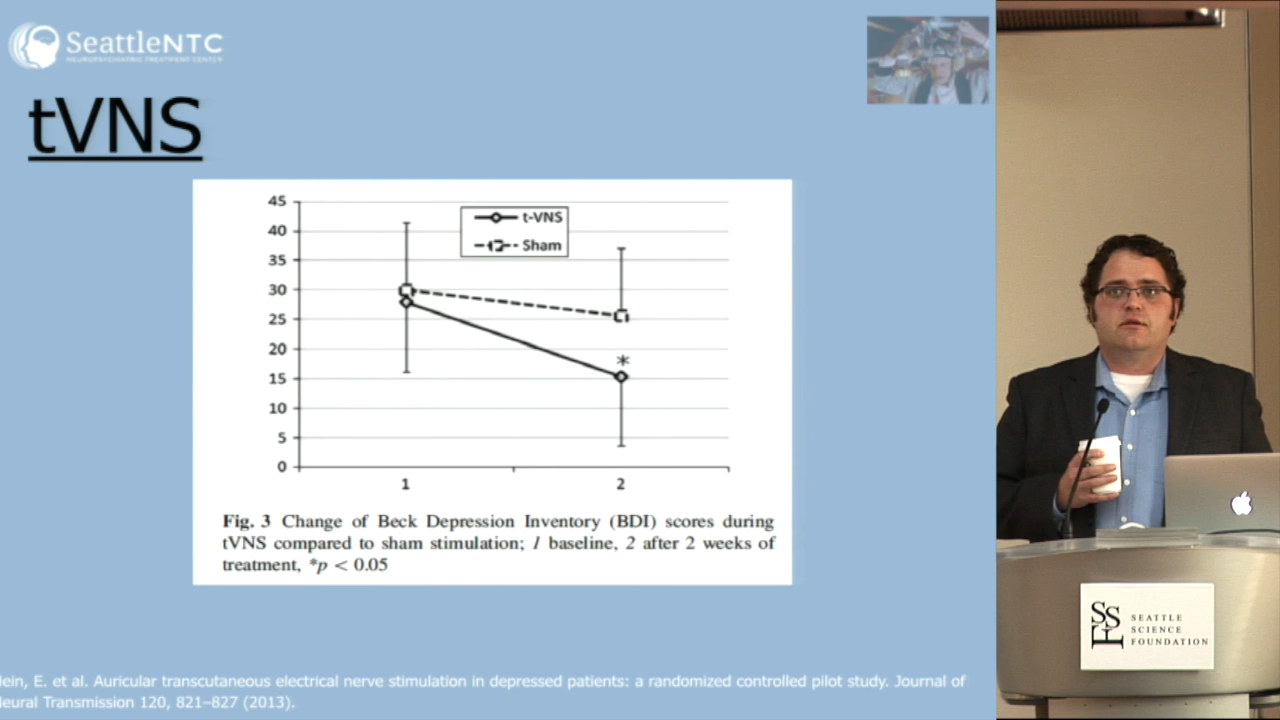 SeattleNTC
NEUROPSYCHIATRIC TREATMENT CENTER
tVNS
45
40
35
30
25
20
15
10
5
0
t-VNS
Sham
*
1
2
Fig. 3 Change of Beck Depression Inventory (BDI) scores during
tVNS compared to sham stimulation; 1 baseline, 2 after 2 weeks of
treatment, *p < 0.05
lein, E. et al. Auricular transcutaneous electrical nerve stimulation in depressed patients: a randomized controlled pilot study. Journal of
Neural Transmission 120, 821–827 (2013).
SSF
SEATTLE
SCIENCE
FOUNDATION